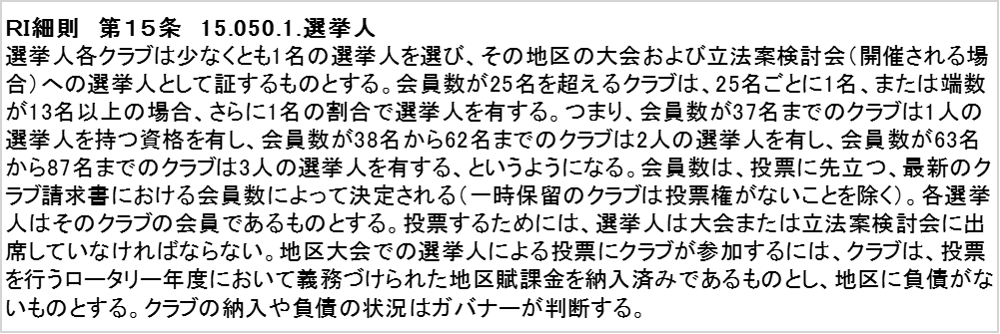 RI細則　第１５条　15.050.1.選挙人
選挙人各クラブは少なくとも1名の選挙人を選び、その地区の大会および立法案検討会（開催される場
合）への選挙人として証するものとする。会員数が25名を超えるクラブは、25名ごとに1名、または端数
が13名以上の場合、さらに1名の割合で選挙人を有する。つまり、会員数が37名までのクラブは1人の
選挙人を持つ資格を有し、会員数が38名から62名までのクラブは2人の選挙人を有し、会員数が63名
から87名までのクラブは3人の選挙人を有する、というようになる。会員数は、投票に先立つ、最新のク
ラブ請求書における会員数によって決定される（一時保留のクラブは投票権がないことを除く）。各選挙
人はそのクラブの会員であるものとする。投票するためには、選挙人は大会または立法案検討会に出
席していなければならない。地区大会での選挙人による投票にクラブが参加するには、クラブは、投票
を行うロータリー年度において義務づけられた地区賦課金を納入済みであるものとし、地区に負債がな
いものとする。クラブの納入や負債の状況はガバナーが判断する。